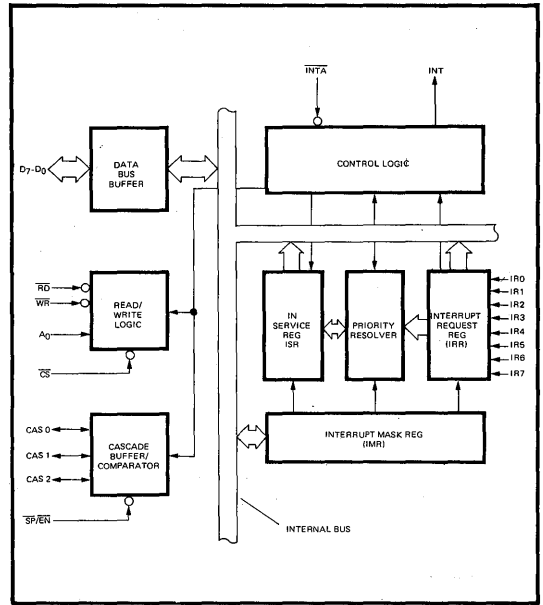 INTA
INT
DATA
BUS
BUFFER
D7-D0
CONTROL LOGIC
RD
WR
A0
READ/
WRITE
LOGIC
CS
IN
SERVICE
REG
ISR
PRIORITY
RESOLVER
INTERRUPT
REQUEST
REG
(IRR)
IR0
IR1
IR2
IR3
IR4
IR5
IR6
IR7
CAS 0
CAS 1
CAS 2
CASCADE
BUFFER/
COMPARATOR
SP/EN
INTERRUPT MASK REG
(IMR)
INTERNAL BUS